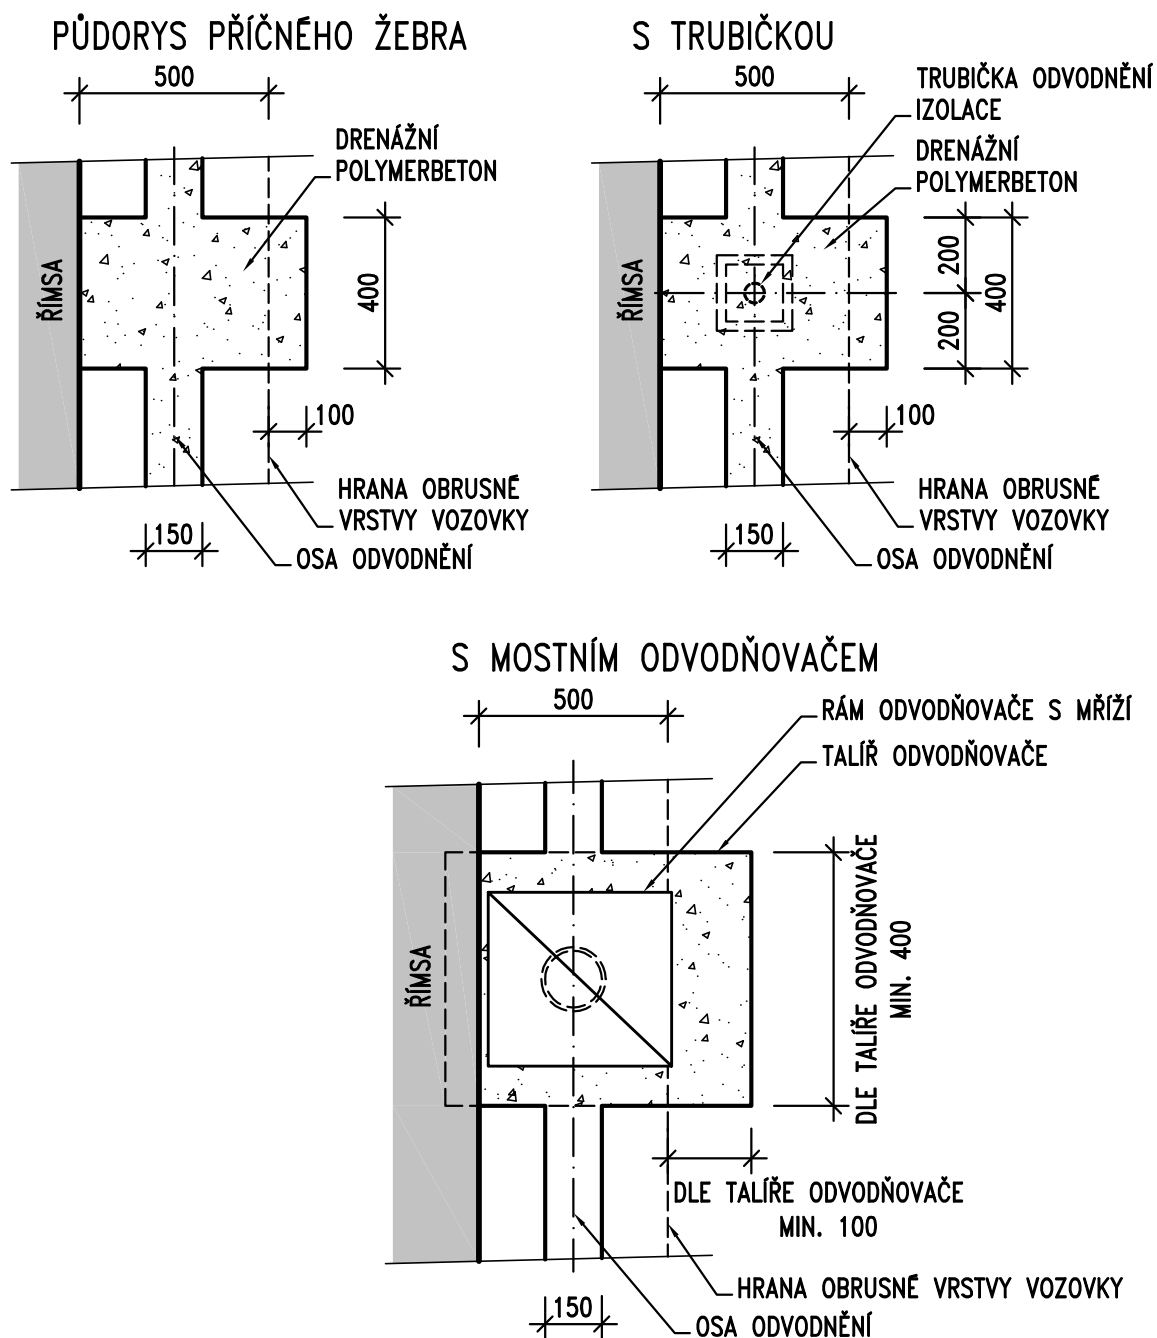 PŮDORYS PŘÍČNÉHO ŽEBRA
500
DRENÁŽNÍ
POLYMERBETON
ŘÍMSA
400
100
HRANA OBRUSNÉ
VRSTVY VOZOVKY
150
OSA ODVODNĚNÍ
S TRUBIČKOU
500
TRUBIČKA ODVODNĚNÍ
IZOLACE
DRENÁŽNÍ
POLYMERBETON
ŘÍMSA
200
400
200
100
HRANA OBRUSNÉ
VRSTVY VOZOVKY
150
OSA ODVODNĚNÍ
S MOSTNÍM ODVODŇOVAČEM
500
RÁM ODVODŇOVAČE S MŘÍŽÍ
TALÍŘ ODVODŇOVAČE
ŘÍMSA
DLE TALÍŘE ODVODŇOVAČE
MIN. 400
DLE TALÍŘE ODVODŇOVAČE
MIN. 100
HRANA OBRUSNÉ VRSTVY VOZOVKY
150
OSA ODVODNĚNÍ